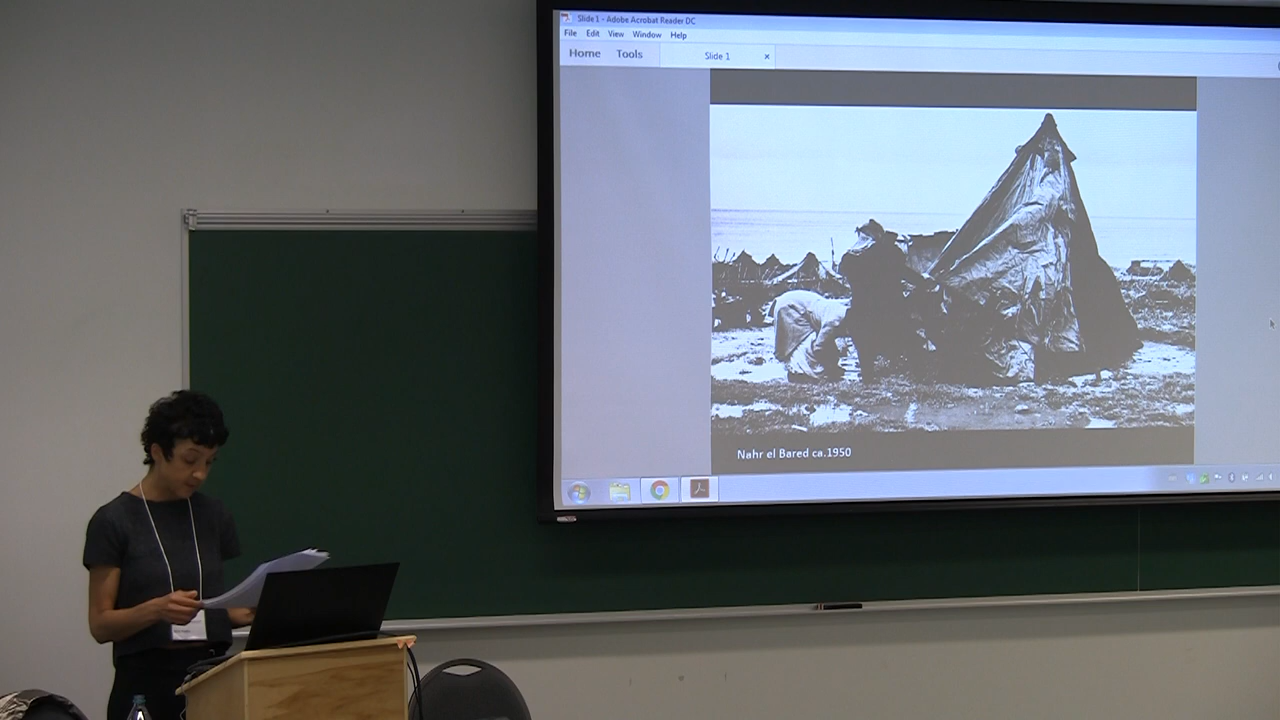 Slide 1 - Adobe Acrobat Reader DC
File Edit View Window Help
Home Tools Slide 1 ×
Nahr el Bared ca.1950